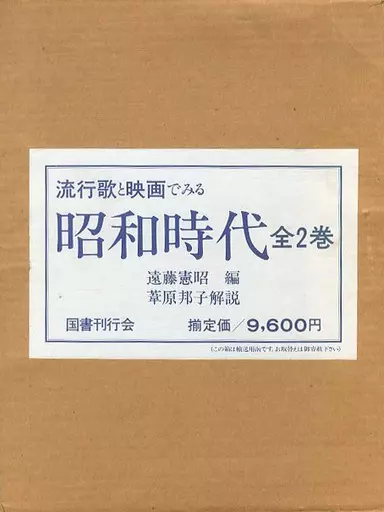 流行歌と映画でみる
昭和時代全2巻
遠藤憲昭 編
葦原邦子解説
国書刊行会 揃定価/9,600円
(この箱は輸送用函です。お取替えは御容赦下さい)